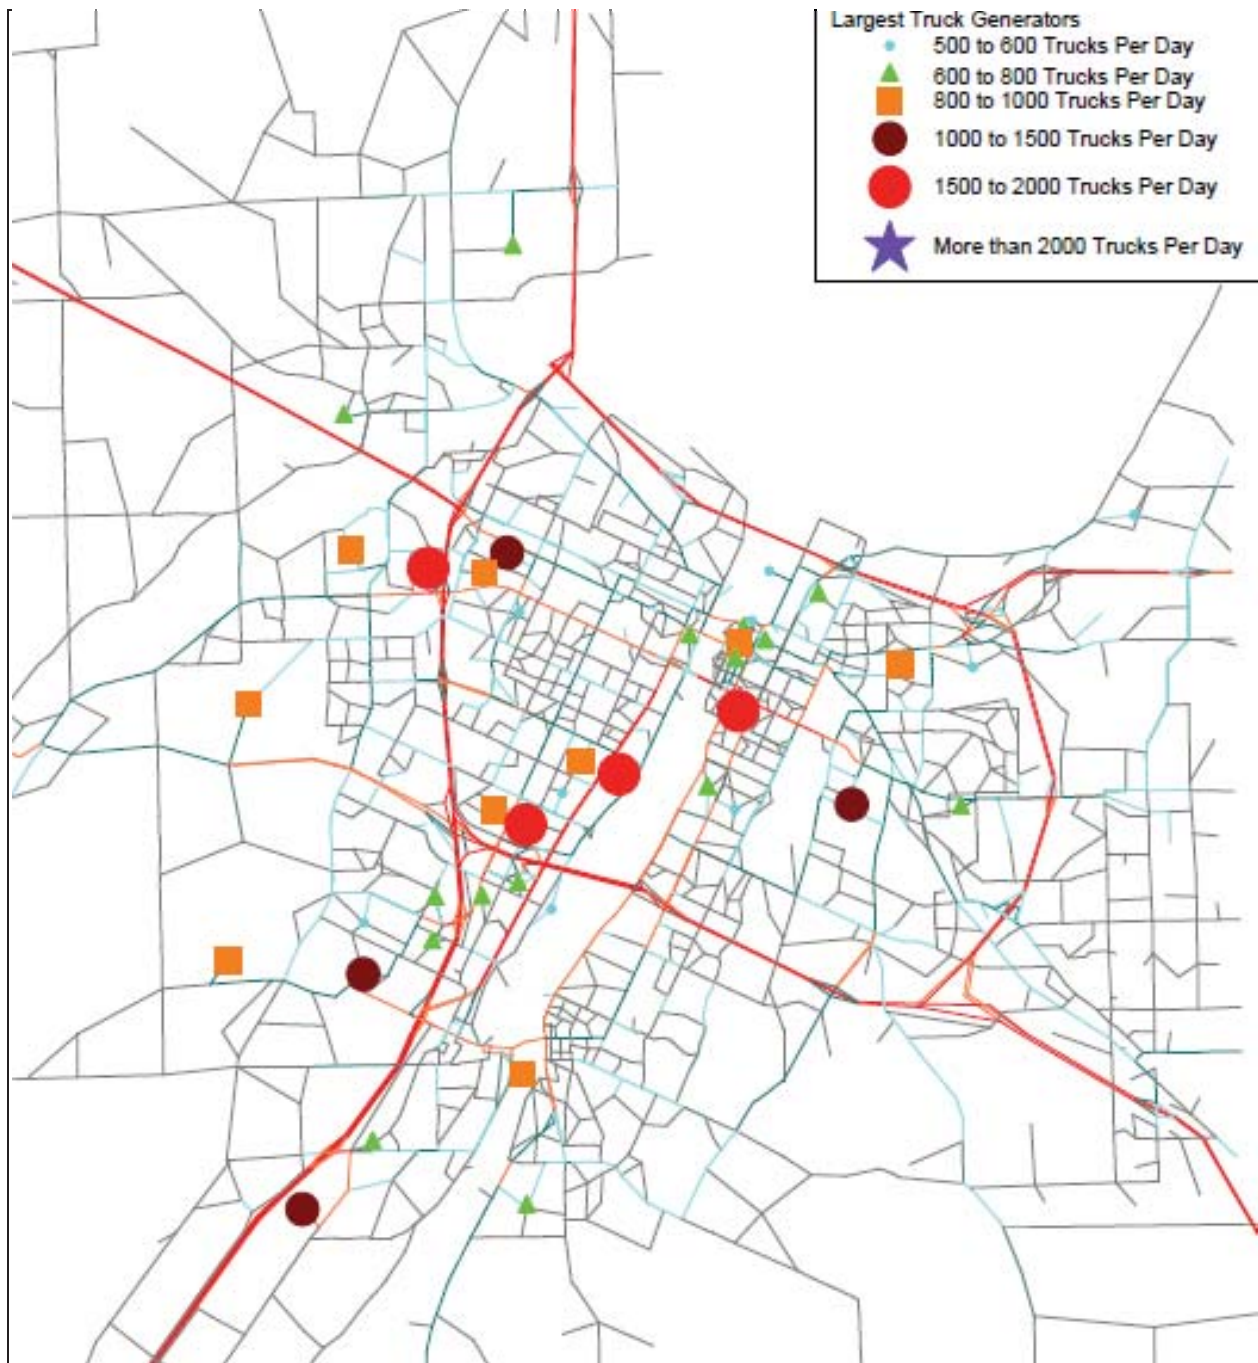 Largest Truck Generators
500 to 600 Trucks Per Day
600 to 800 Trucks Per Day
800 to 1000 Trucks Per Day
1000 to 1500 Trucks Per Day
1500 to 2000 Trucks Per Day
More than 2000 Trucks Per Day